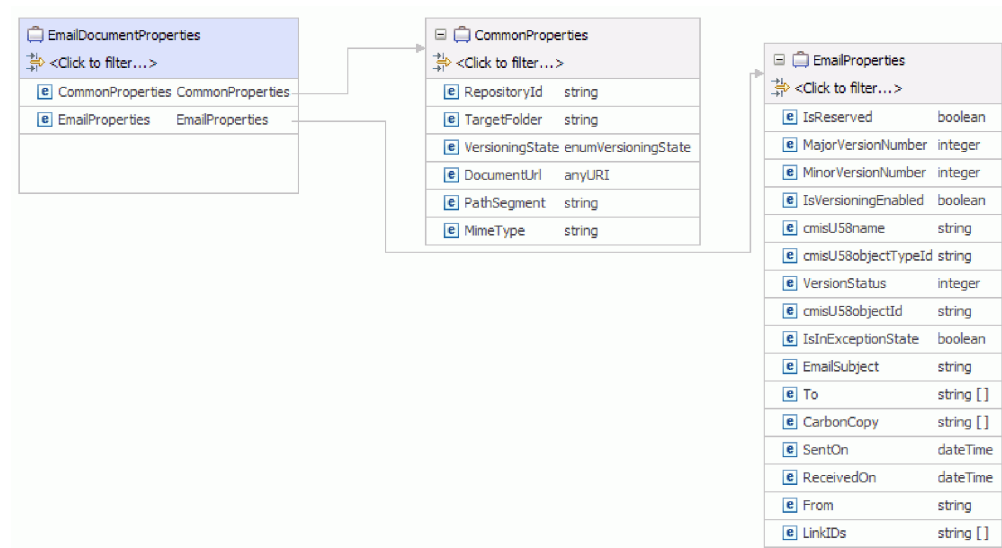 EmailDocumentProperties
<Click to filter...>
CommonProperties CommonProperties
EmailProperties EmailProperties
CommonProperties
<Click to filter...>
RepositoryId string
TargetFolder string
VersioningState enumVersioningState
DocumentUrl anyURI
PathSegment string
MimeType string
EmailProperties
<Click to filter...>
IsReserved boolean
MajorVersionNumber integer
MinorVersionNumber integer
IsVersioningEnabled boolean
cmisU58name string
cmisU58objectTypeId string
VersionStatus integer
cmisU58objectId string
IsInExceptionState boolean
EmailSubject string
To string []
CarbonCopy string []
SentOn dateTime
ReceivedOn dateTime
From string
LinkIDs string []